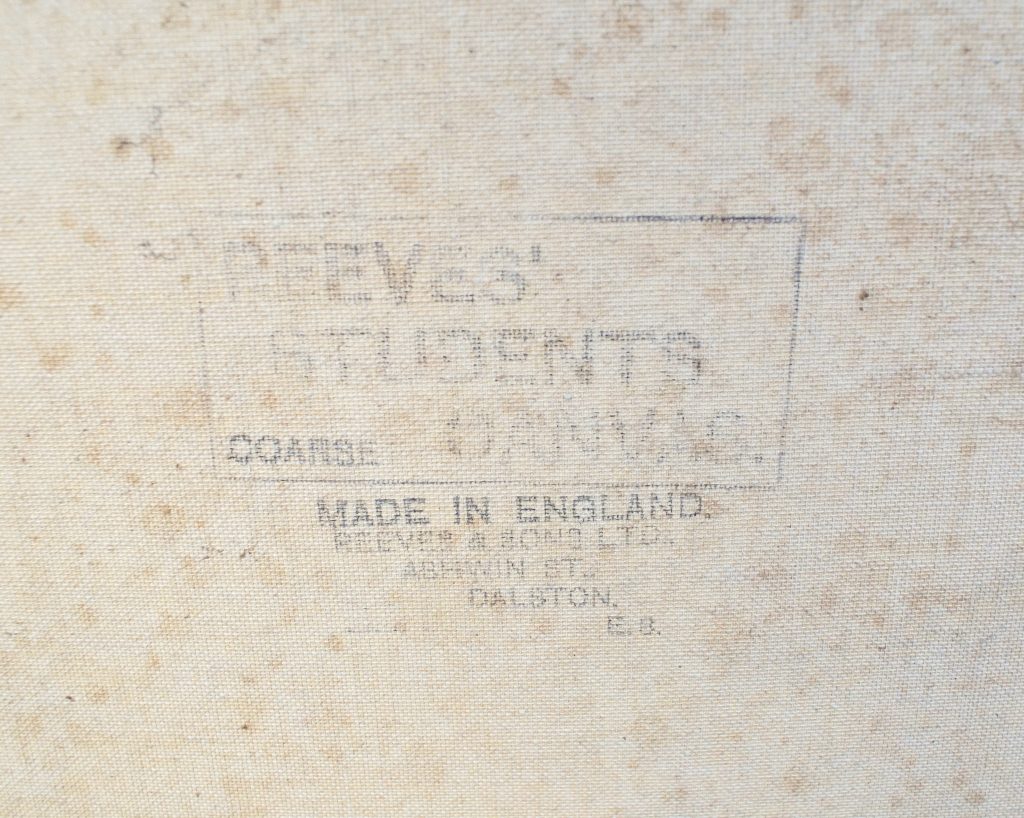 REEVES'
STUDENTS
CANVAS.
COARSE
MADE IN ENGLAND.
REEVES & SONS LTD.,
ASHWIN ST.,
DALSTON.
E. 8.